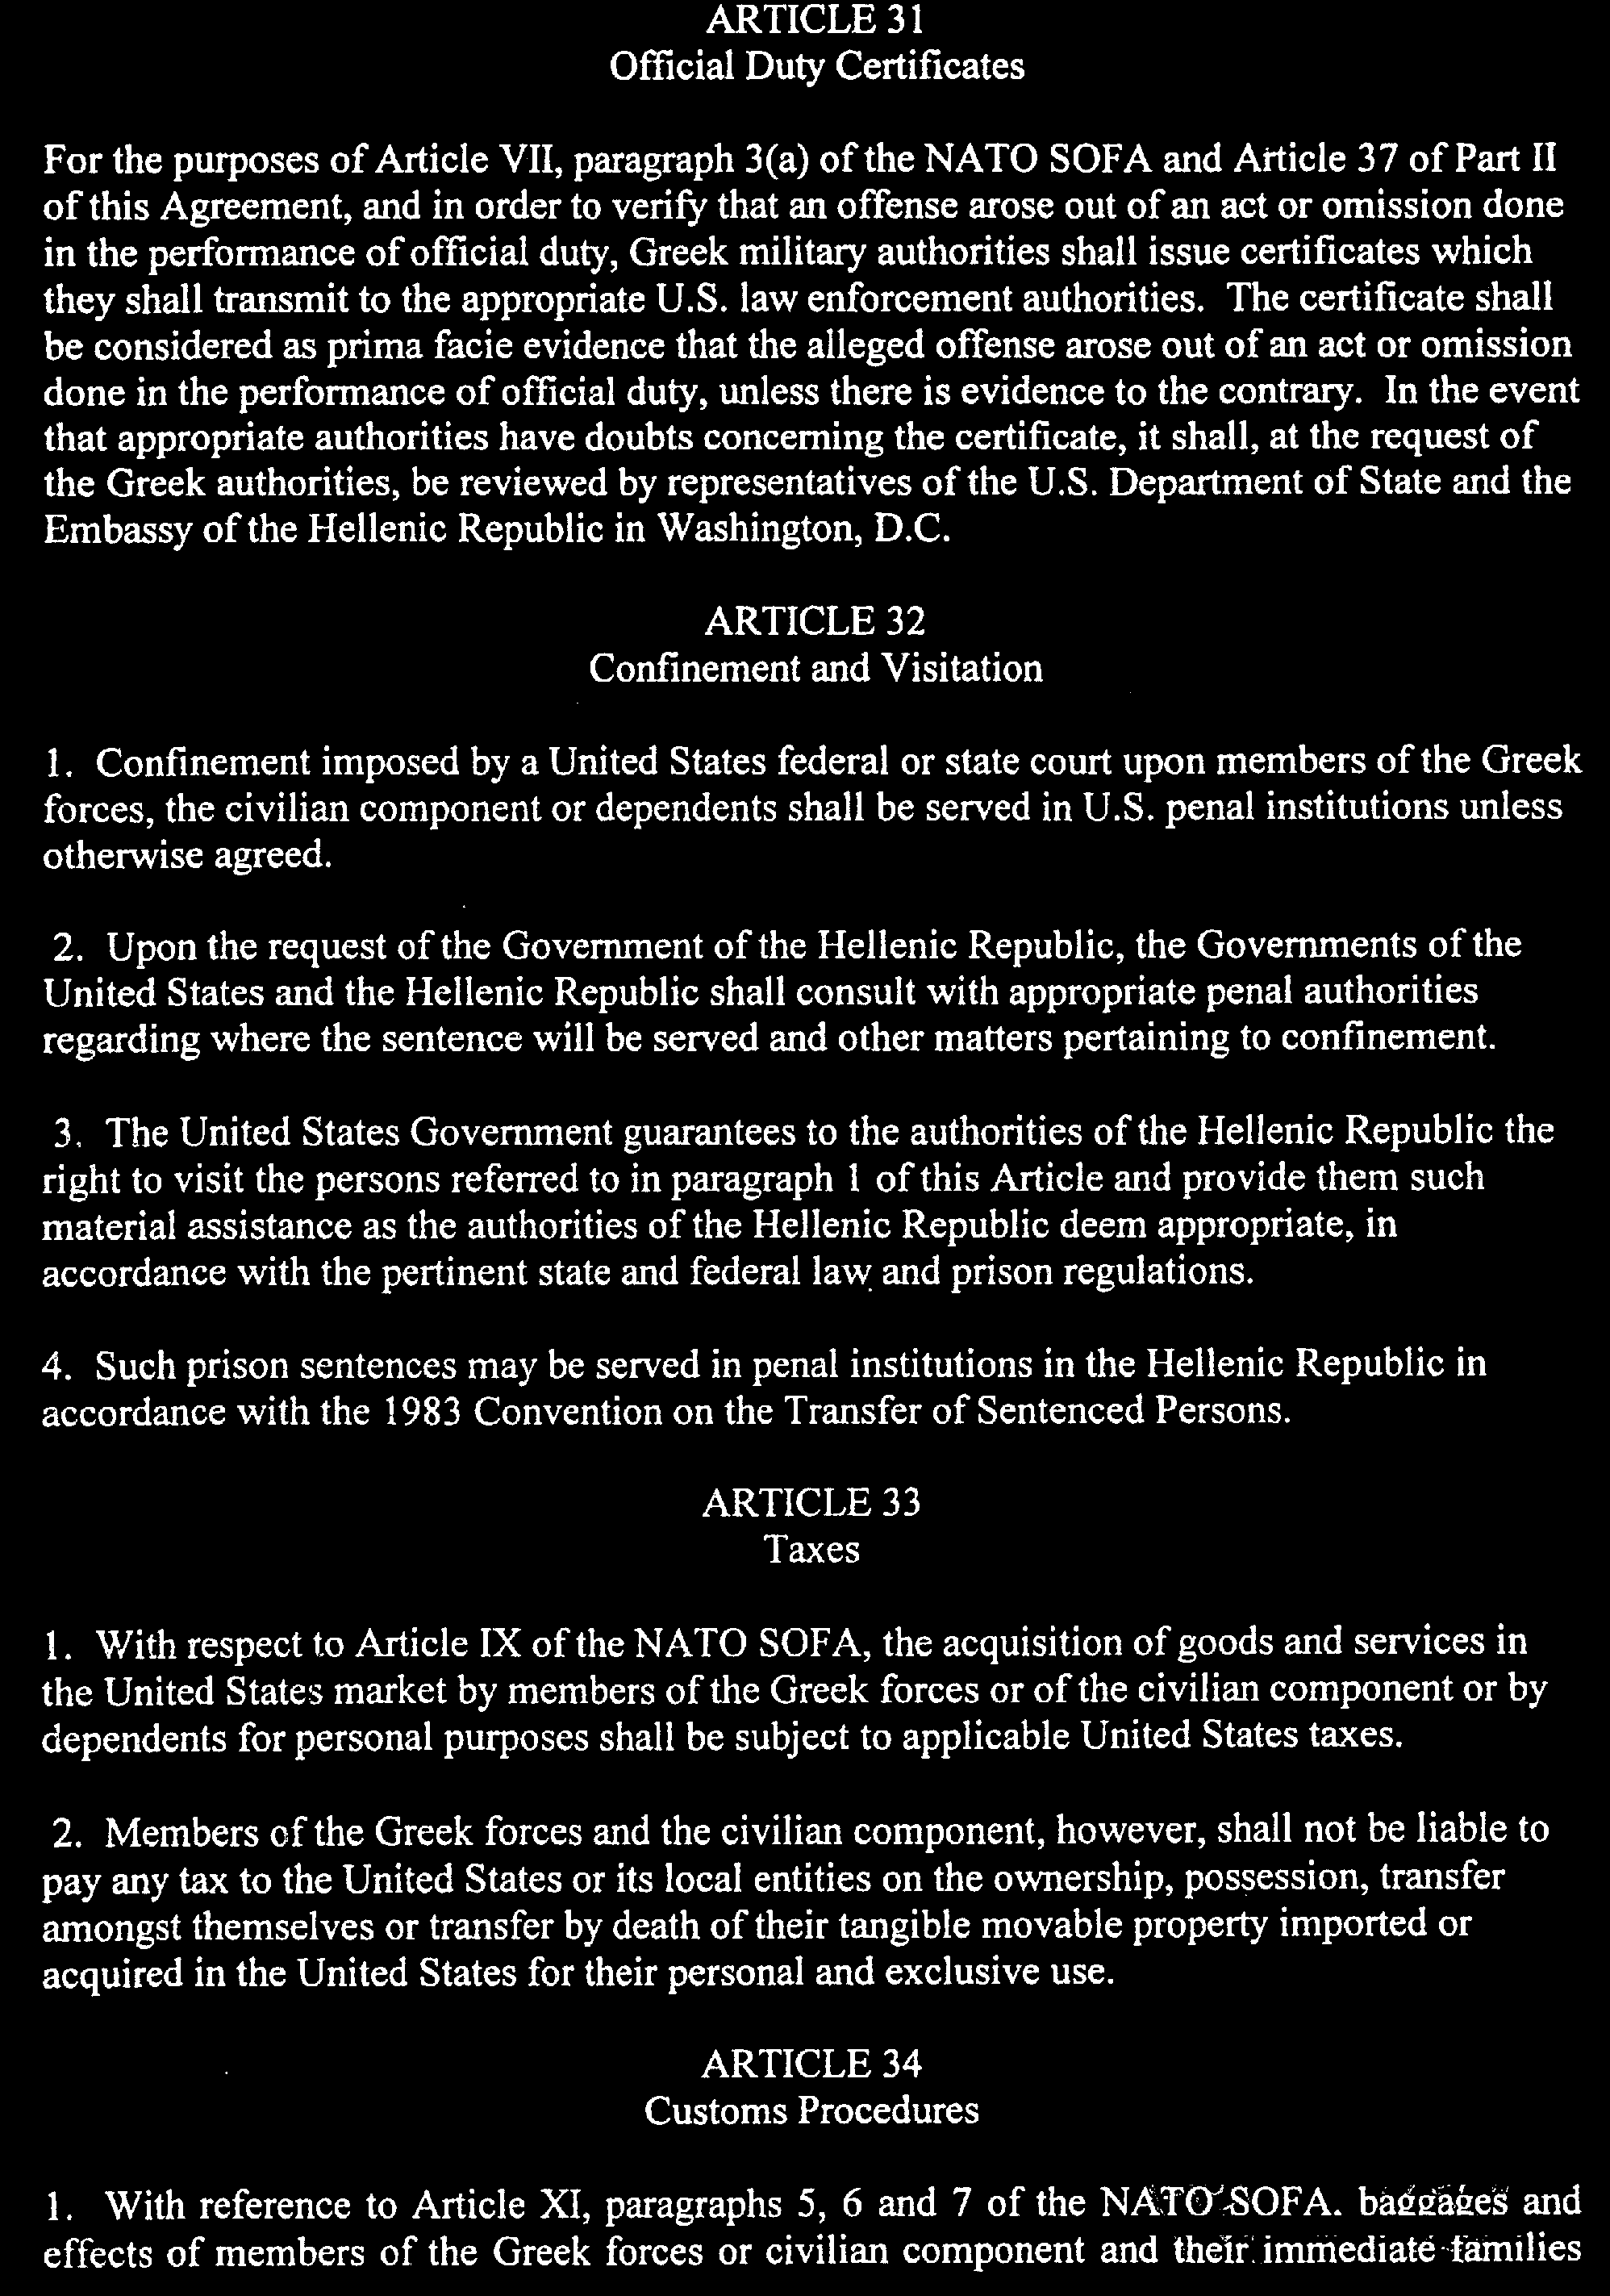 ARTICLE 31
Official Duty Certificates
For the purposes of Article VII, paragraph 3(a) of the NATO SOFA and Article 37 of Part II
of this Agreement, and in order to verify that an offense arose out of an act or omission done
in the performance of official duty, Greek military authorities shall issue certificates which
they shall transmit to the appropriate U.S. law enforcement authorities. The certificate shall
be considered as prima facie evidence that the alleged offense arose out of an act or omission
done in the performance of official duty, unless there is evidence to the contrary. In the event
that appropriate authorities have doubts concerning the certificate, it shall, at the request of
the Greek authorities, be reviewed by representatives of the U.S. Department of State and the
Embassy of the Hellenic Republic in Washington, D.C.
ARTICLE 32
Confinement and Visitation
1. Confinement imposed by a United States federal or state court upon members of the Greek
forces, the civilian component or dependents shall be served in U.S. penal institutions unless
otherwise agreed.
2. Upon the request of the Government of the Hellenic Republic, the Governments of the
United States and the Hellenic Republic shall consult with appropriate penal authorities
regarding where the sentence will be served and other matters pertaining to confinement.
3. The United States Government guarantees to the authorities of the Hellenic Republic the
right to visit the persons referred to in paragraph 1 of this Article and provide them such
material assistance as the authorities of the Hellenic Republic deem appropriate, in
accordance with the pertinent state and federal law and prison regulations.
4. Such prison sentences may be served in penal institutions in the Hellenic Republic in
accordance with the 1983 Convention on the Transfer of Sentenced Persons.
ARTICLE 33
Taxes
1. With respect to Article IX of the NATO SOFA, the acquisition of goods and services in
the United States market by members of the Greek forces or of the civilian component or by
dependents for personal purposes shall be subject to applicable United States taxes.
2. Members of the Greek forces and the civilian component, however, shall not be liable to
pay any tax to the United States or its local entities on the ownership, possession, transfer
amongst themselves or transfer by death of their tangible movable property imported or
acquired in the United States for their personal and exclusive use.
ARTICLE 34
Customs Procedures
1. With reference to Article XI, paragraphs 5, 6 and 7 of the NATO SOFA. baggages and
effects of members of the Greek forces or civilian component and their immediate families